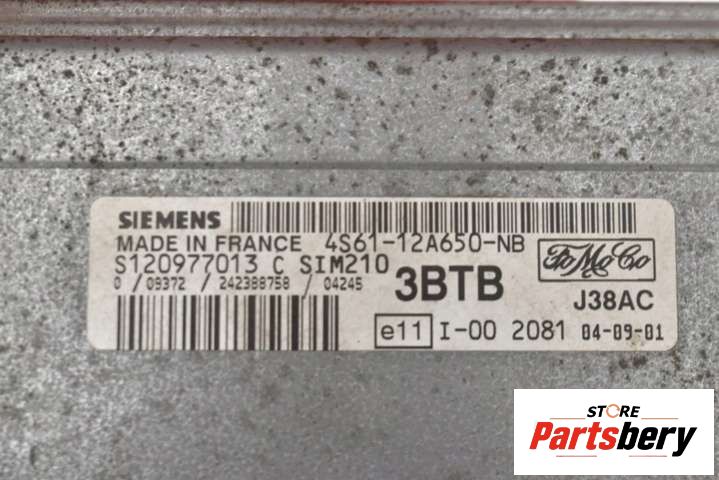 SIEMENS
MADE IN FRANCE 4S61-12A650-NB
S120977013 C SIM210
0 / 09372 / 242388758 / 04245
3BTB
FoMoCo
J38AC
e11 I-00 2081 04-09-01
STORE
Partsbery